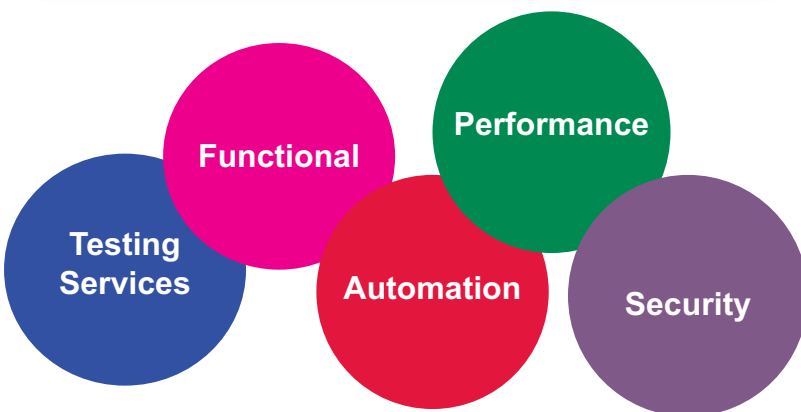 Testing
Services
Functional
Automation
Performance
Security